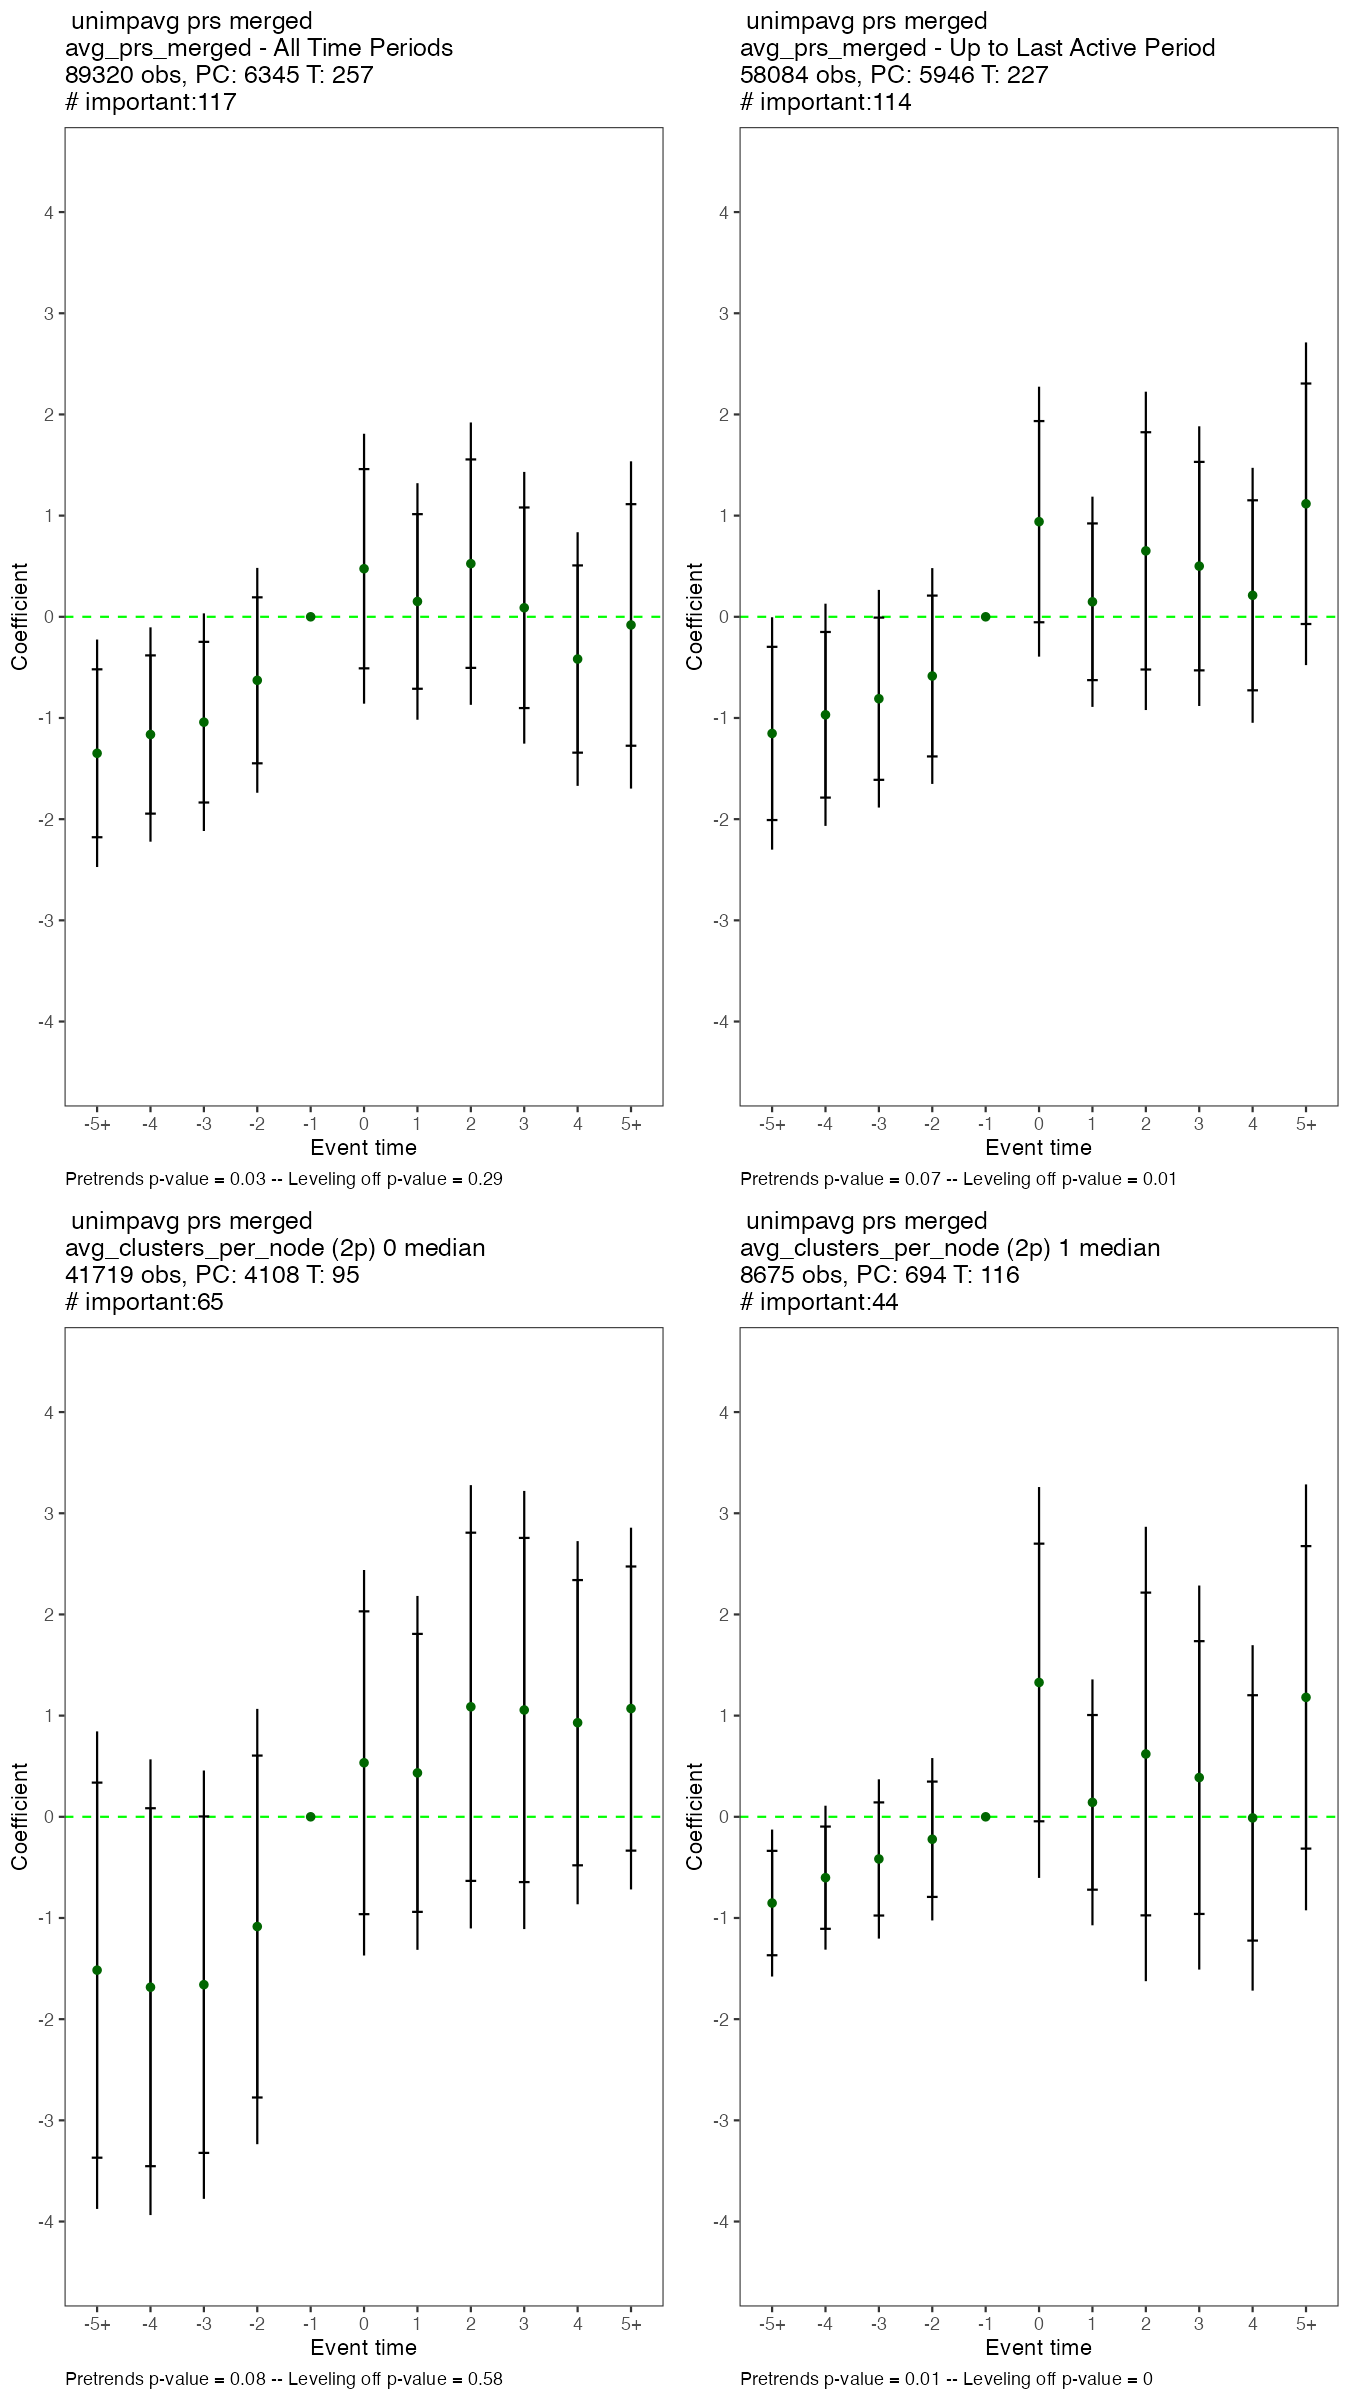 unimpavg prs merged
avg_prs_merged - All Time Periods
89320 obs, PC: 6345 T: 257
# important:117
Coefficient
4
3
2
1
0
-1
-2
-3
-4
-5+ -4 -3 -2 -1 0 1 2 3 4 5+
Event time
Pretrends p-value = 0.03 -- Leveling off p-value = 0.29
unimpavg prs merged
avg_prs_merged - Up to Last Active Period
58084 obs, PC: 5946 T: 227
# important:114
Coefficient
4
3
2
1
0
-1
-2
-3
-4
-5+ -4 -3 -2 -1 0 1 2 3 4 5+
Event time
Pretrends p-value = 0.07 -- Leveling off p-value = 0.01
unimpavg prs merged
avg_clusters_per_node (2p) 0 median
41719 obs, PC: 4108 T: 95
# important:65
Coefficient
4
3
2
1
0
-1
-2
-3
-4
-5+ -4 -3 -2 -1 0 1 2 3 4 5+
Event time
Pretrends p-value = 0.08 -- Leveling off p-value = 0.58
unimpavg prs merged
avg_clusters_per_node (2p) 1 median
8675 obs, PC: 694 T: 116
# important:44
Coefficient
4
3
2
1
0
-1
-2
-3
-4
-5+ -4 -3 -2 -1 0 1 2 3 4 5+
Event time
Pretrends p-value = 0.01 -- Leveling off p-value = 0